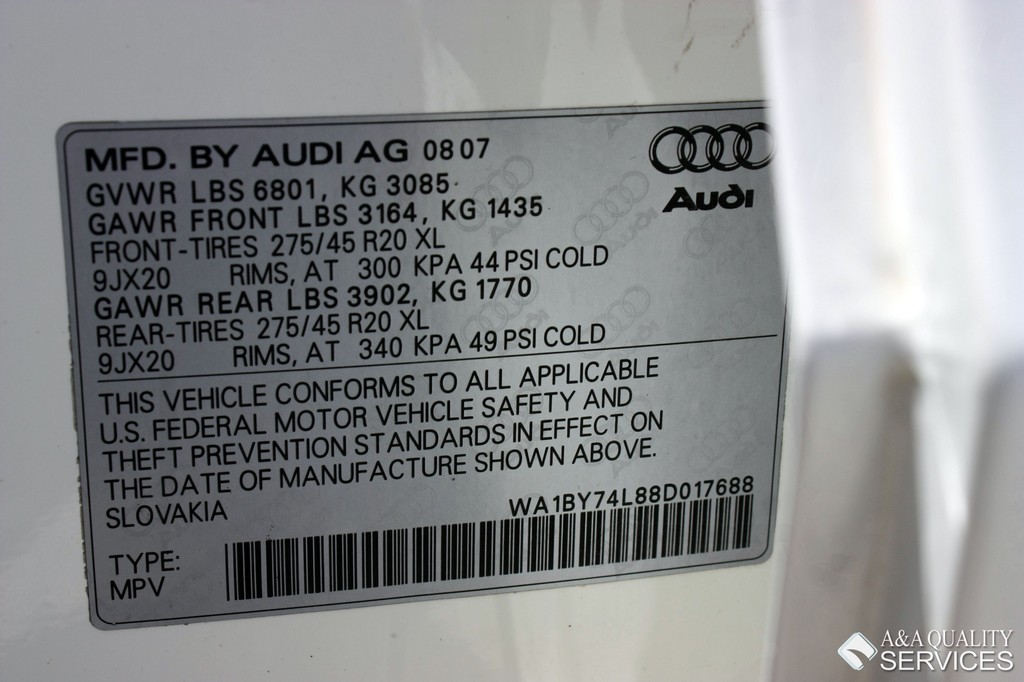 MFD. BY AUDI AG 08 07
GVWR LBS 6801, KG 3085
GAWR FRONT LBS 3164, KG 1435
FRONT-TIRES 275/45 R20 XL
9JX20 RIMS, AT 300 KPA 44 PSI COLD
GAWR REAR LBS 3902, KG 1770
REAR-TIRES 275/45 R20 XL
9JX20 RIMS, AT 340 KPA 49 PSI COLD
Audi
THIS VEHICLE CONFORMS TO ALL APPLICABLE
U.S. FEDERAL MOTOR VEHICLE SAFETY AND
THEFT PREVENTION STANDARDS IN EFFECT ON
THE DATE OF MANUFACTURE SHOWN ABOVE.
SLOVAKIA WA1BY74L88D017688
TYPE:
MPV
A&A QUALITY
SERVICES